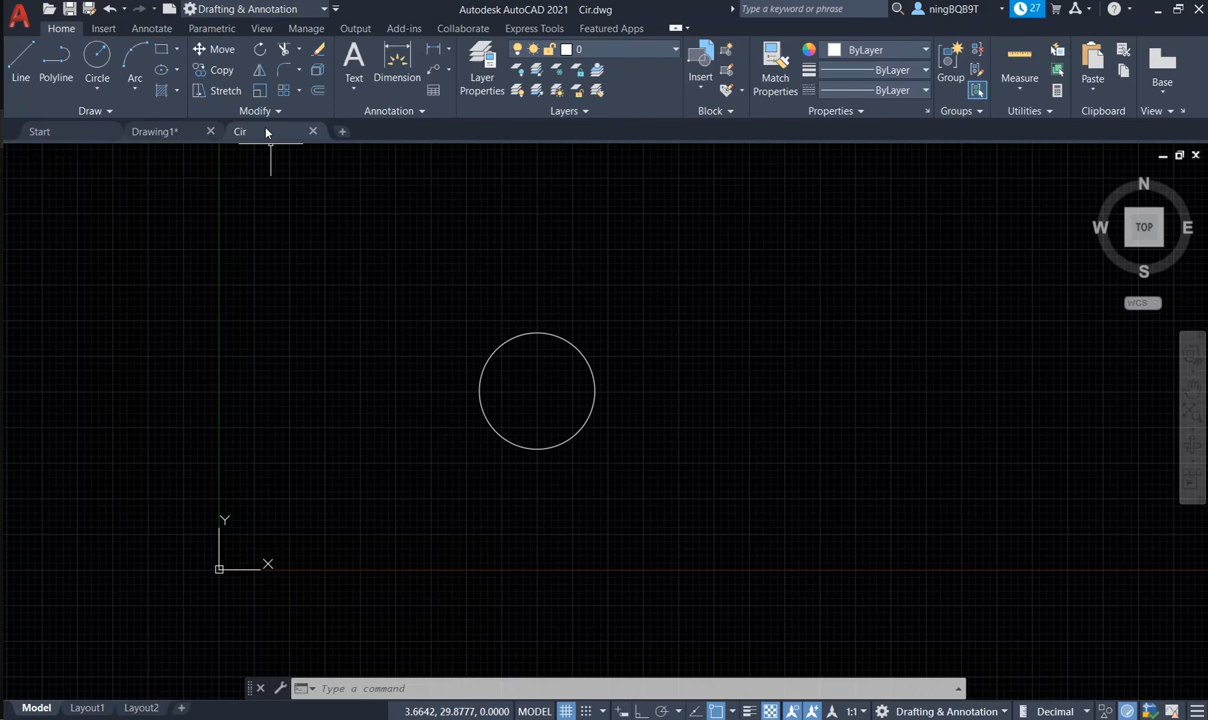 Drafting & Annotation
Autodesk AutoCAD 2021 Cir.dwg
Type a keyword or phrase
ningBQB9T
27
Home Insert Annotate Parametric View Manage Output Add-ins Collaborate Express Tools Featured Apps
Line
Polyline
Circle
Arc
Move
Copy
Stretch
Text
Dimension
Layer
Properties
0
Insert
Match
Properties
ByLayer
ByLayer
ByLayer
Group
Measure
Paste
Base
Draw Modify Annotation Layers Block Properties Groups Utilities Clipboard View
Start Drawing1* Cir
N
W TOP E
S
WCS
Y
X
Type a command
Model Layout1 Layout2
3.6642, 29.8777, 0.0000 MODEL 1:1 Drafting & Annotation Decimal